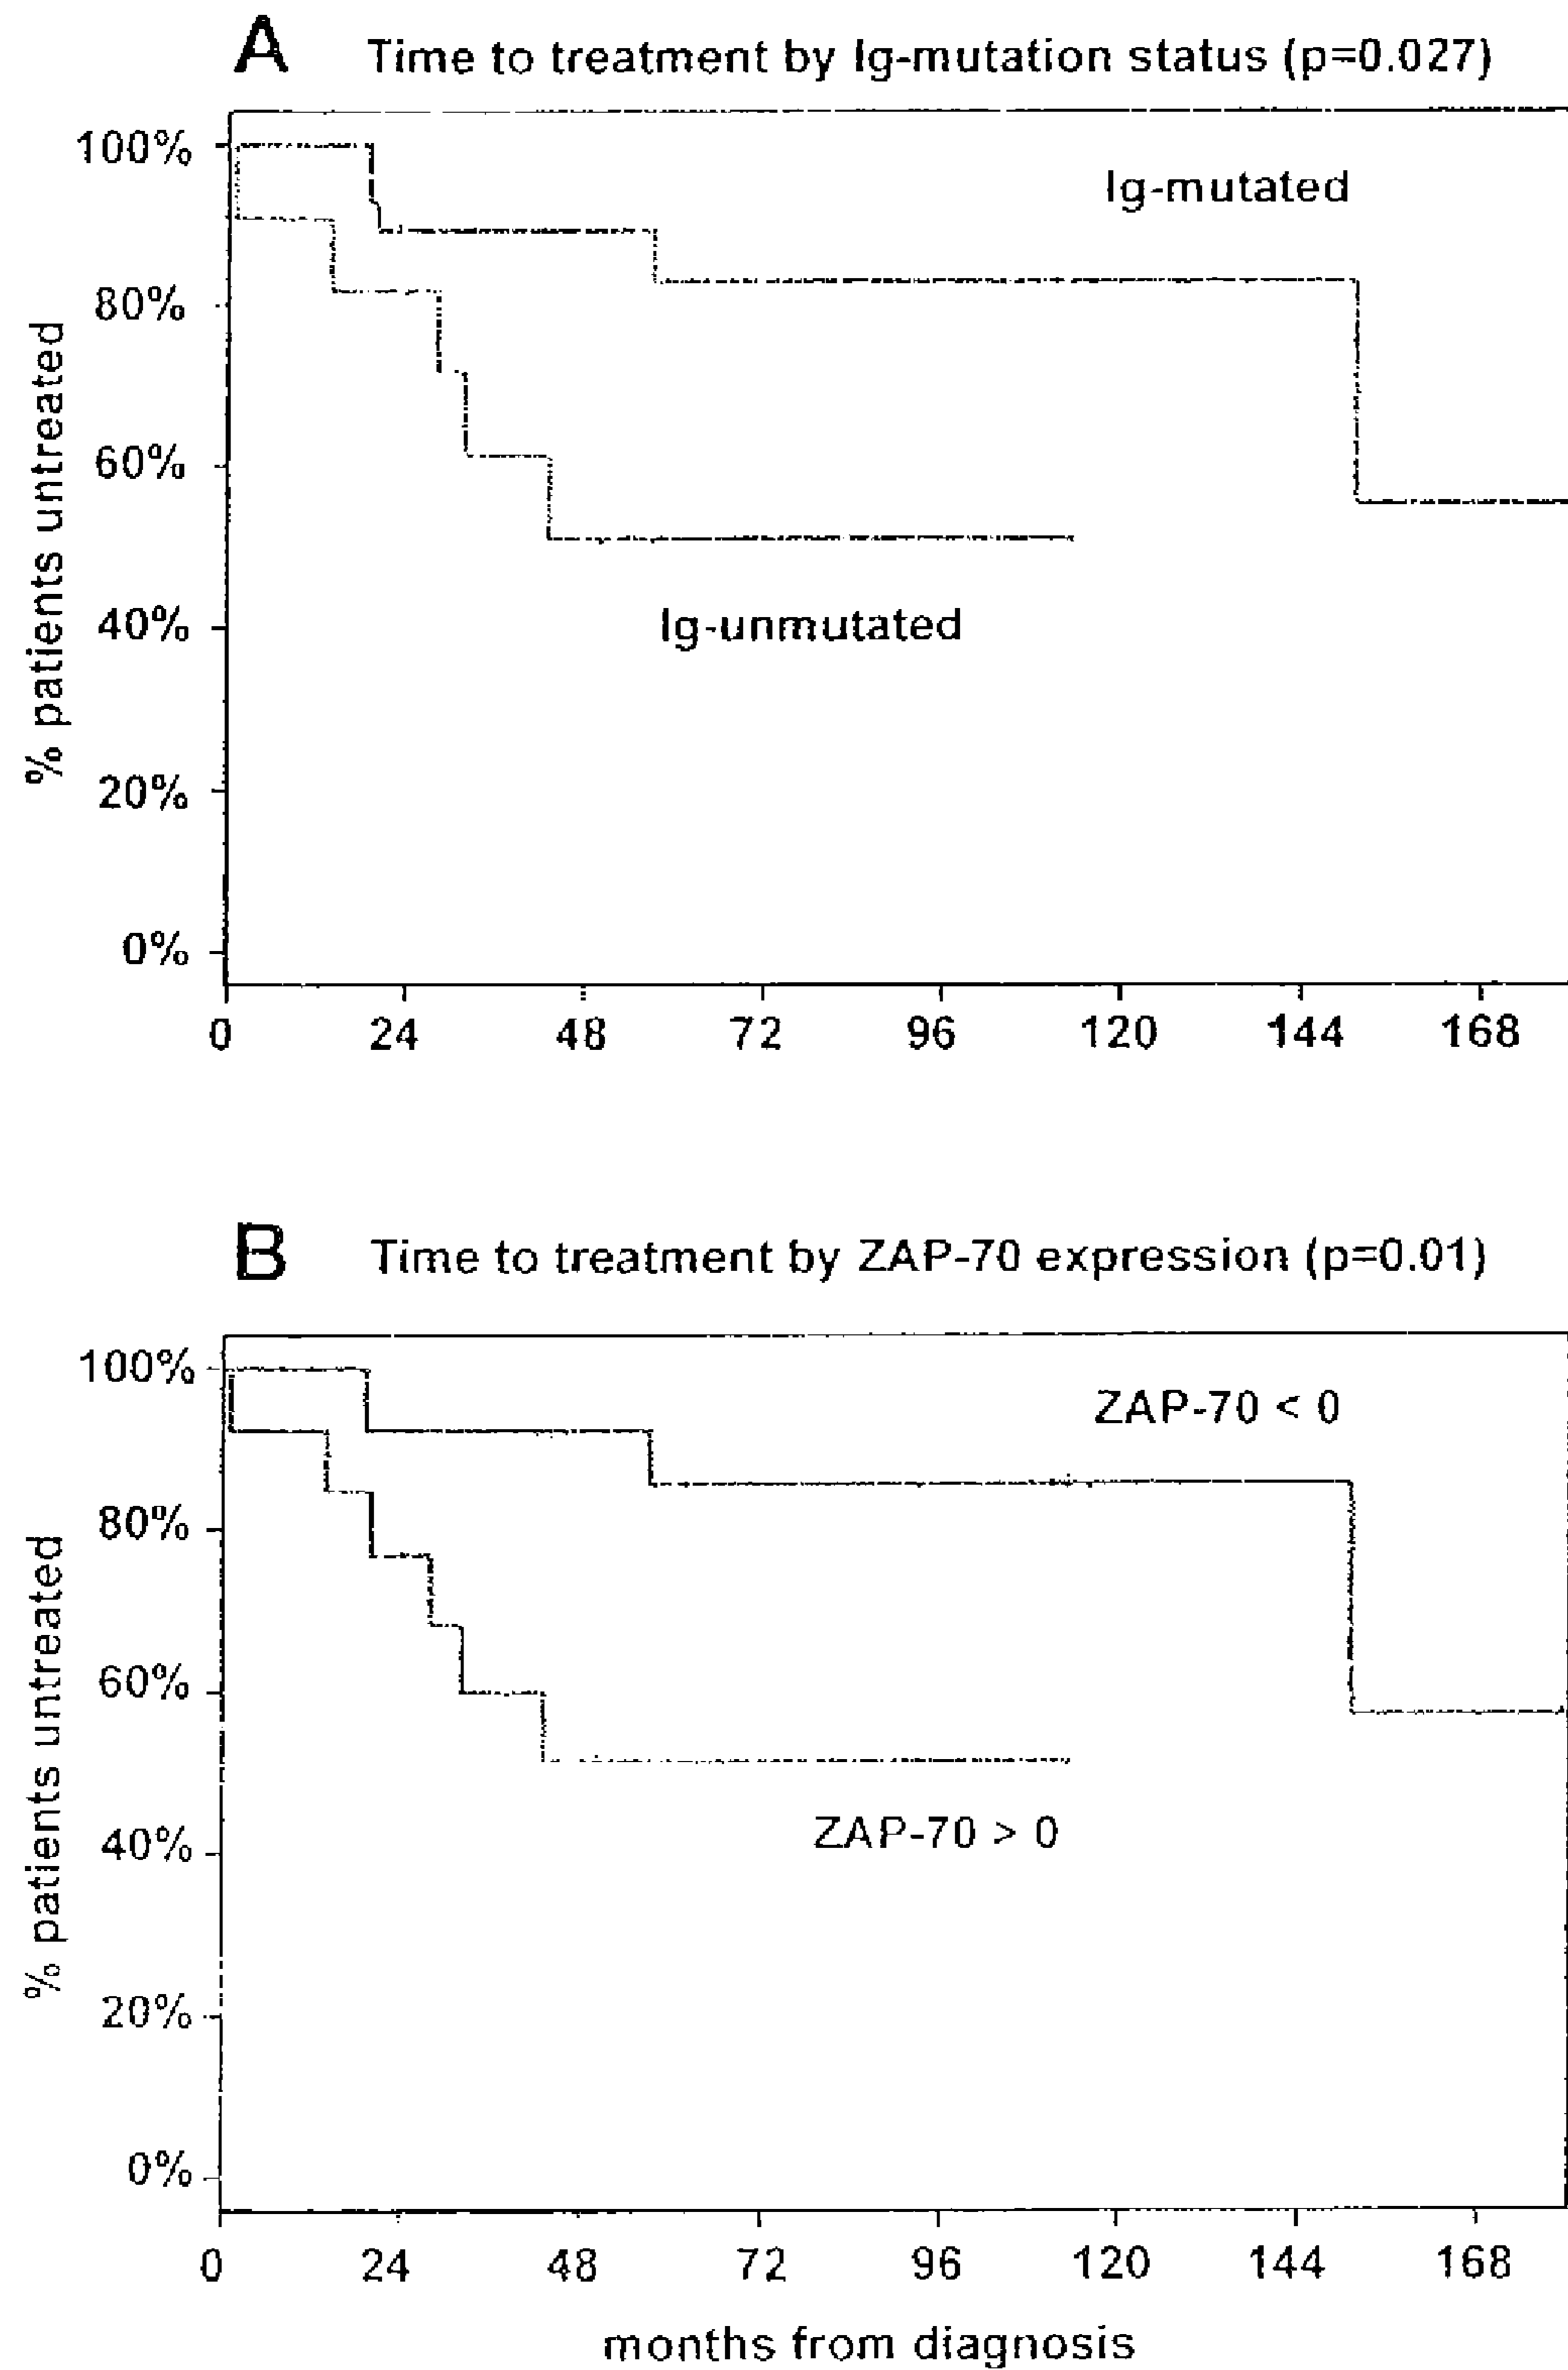 A Time to treatment by Ig-mutation status (p=0.027)
100%
80%
60%
40%
20%
0%
% patients untreated
Ig-mutated
Ig-unmutated
0 24 48 72 96 120 144 168
B Time to treatment by ZAP-70 expression (p=0.01)
100%
80%
60%
40%
20%
0%
% patients untreated
ZAP-70 < 0
ZAP-70 > 0
0 24 48 72 96 120 144 168
months from diagnosis